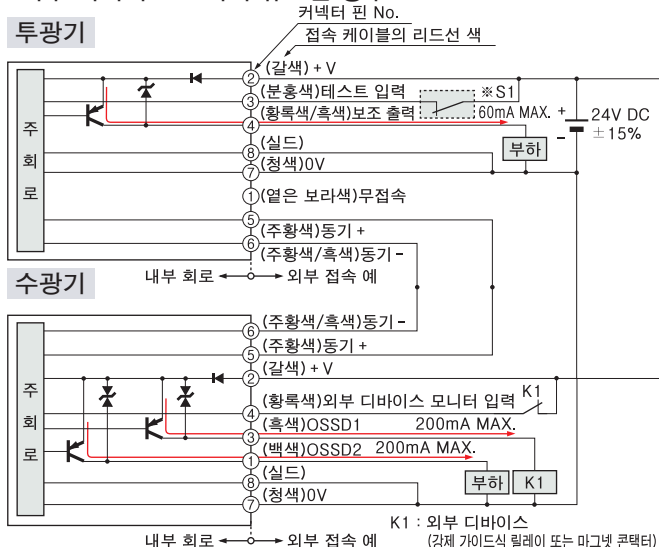 투광기
커넥터 핀 No.
접속 케이블의 리드선 색
주회로
② (갈색) + V
③ (분홍색)테스트 입력
※S1
④ (황록색/흑색)보조 출력
60mA MAX.
+
-
24V DC
±15%
부하
⑧ (실드)
⑦ (청색)0V
① (옅은 보라색)무접속
⑤ (주황색)동기 +
⑥ (주황색/흑색)동기 -
내부 회로
외부 접속 예
수광기
주회로
⑥ (주황색/흑색)동기 -
⑤ (주황색)동기 +
② (갈색) + V
④ (황록색)외부 디바이스 모니터 입력
K1
③ (흑색)OSSD1 200mA MAX.
① (백색)OSSD2 200mA MAX.
⑧ (실드)
부하
K1
⑦ (청색)0V
K1 : 외부 디바이스
(강제 가이드식 릴레이 또는 마그넷 콘택터)
내부 회로
외부 접속 예